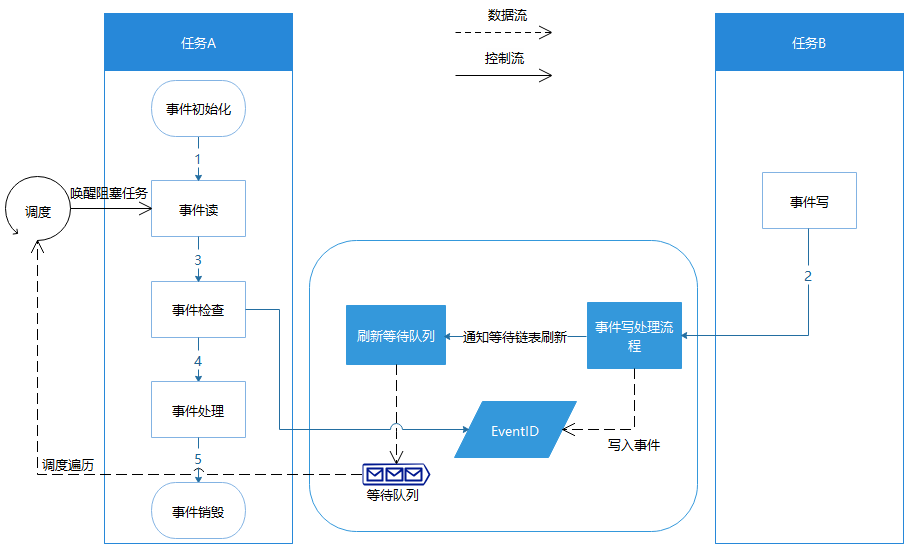 数据流
任务A
任务B
控制流
事件初始化
1
唤醒阻塞任务
调度
事件读
事件写
3
2
事件检查
刷新等待队列
通知等待链表刷新
事件写处理流
程
4
事件处理
EventID
写入事件
5
调度遍历
等待队列
事件销毁